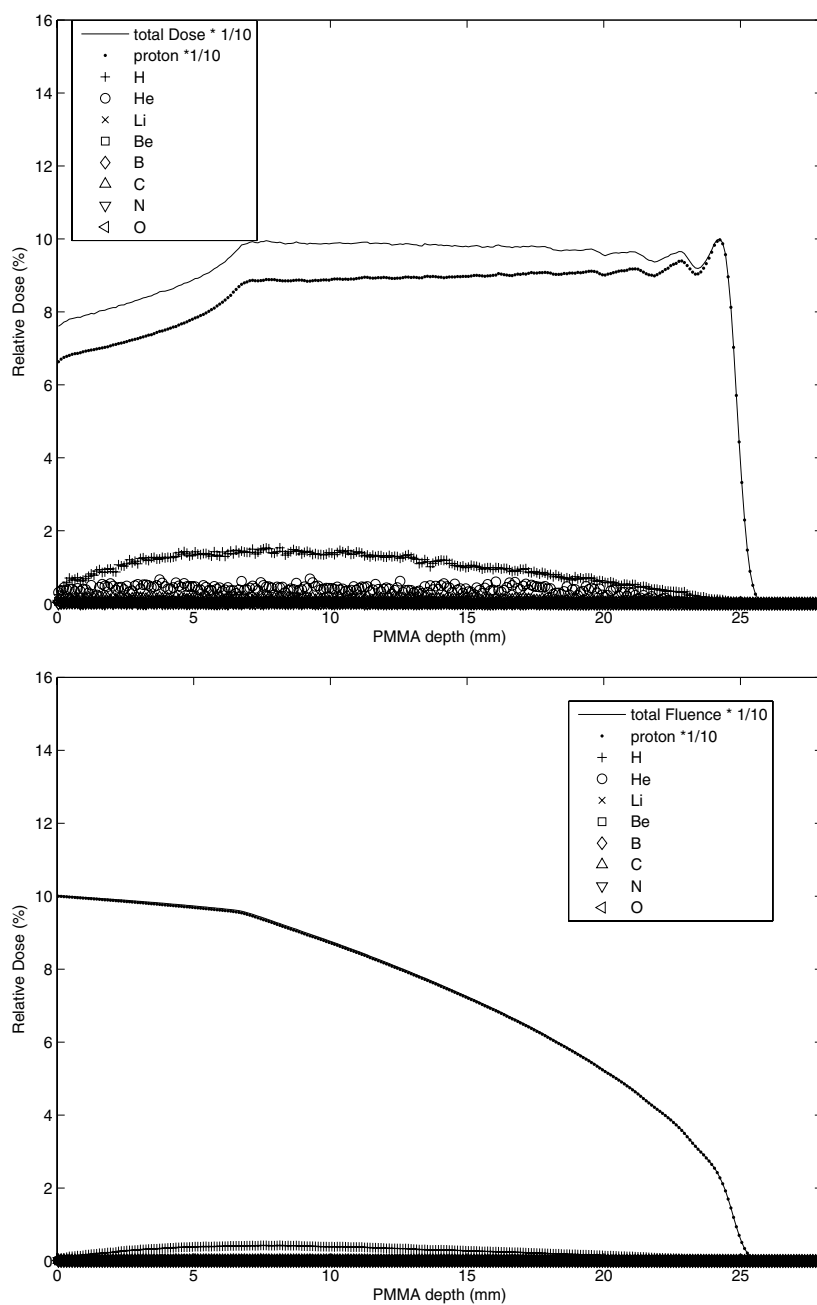 16
14
12
10
8
6
4
2
0
Relative Dose (%)
total Dose * 1/10
proton *1/10
H
He
Li
Be
B
C
N
O
0 5 10 15 20 25
PMMA depth (mm)
16
14
12
10
8
6
4
2
0
Relative Dose (%)
total Fluence * 1/10
proton *1/10
H
He
Li
Be
B
C
N
O
0 5 10 15 20 25
PMMA depth (mm)